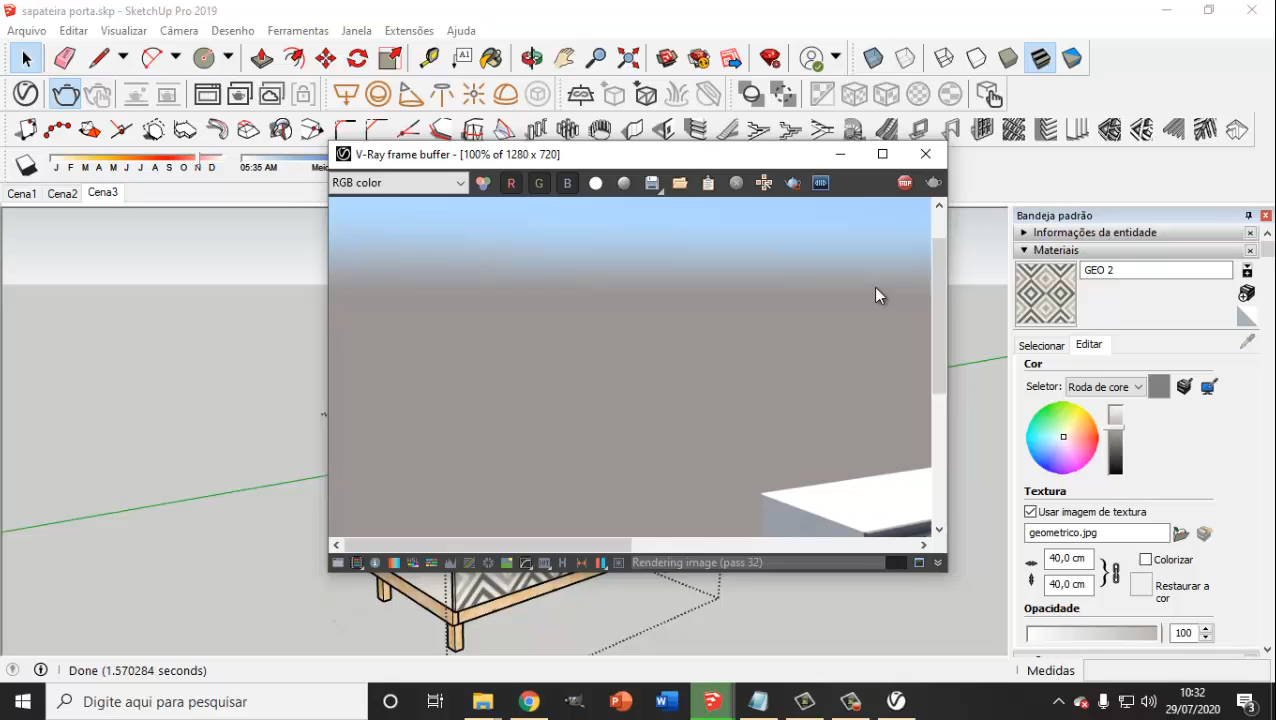 sapateira porta.skp - SketchUp Pro 2019
Arquivo Editar Visualizar Câmera Desenho Ferramentas Janela Extensões Ajuda
A1
J F M A M J J A S O N D 05:35 AM Meio
Cena1 Cena2 Cena3
V-Ray frame buffer - [100% of 1280 x 720]
RGB color
R G B
STOP
H
Rendering image (pass 32)
Bandeja padrão
Informações da entidade
Materiais
GEO 2
Selecionar Editar
Cor
Seletor: Roda de core
Textura
Usar imagem de textura
geometrico.jpg
40,0 cm
Colorizar
40,0 cm
Restaurar a
cor
Opacidade
100
Done (1.570284 seconds)
Medidas
Digite aqui para pesquisar
10:32
29/07/2020
3